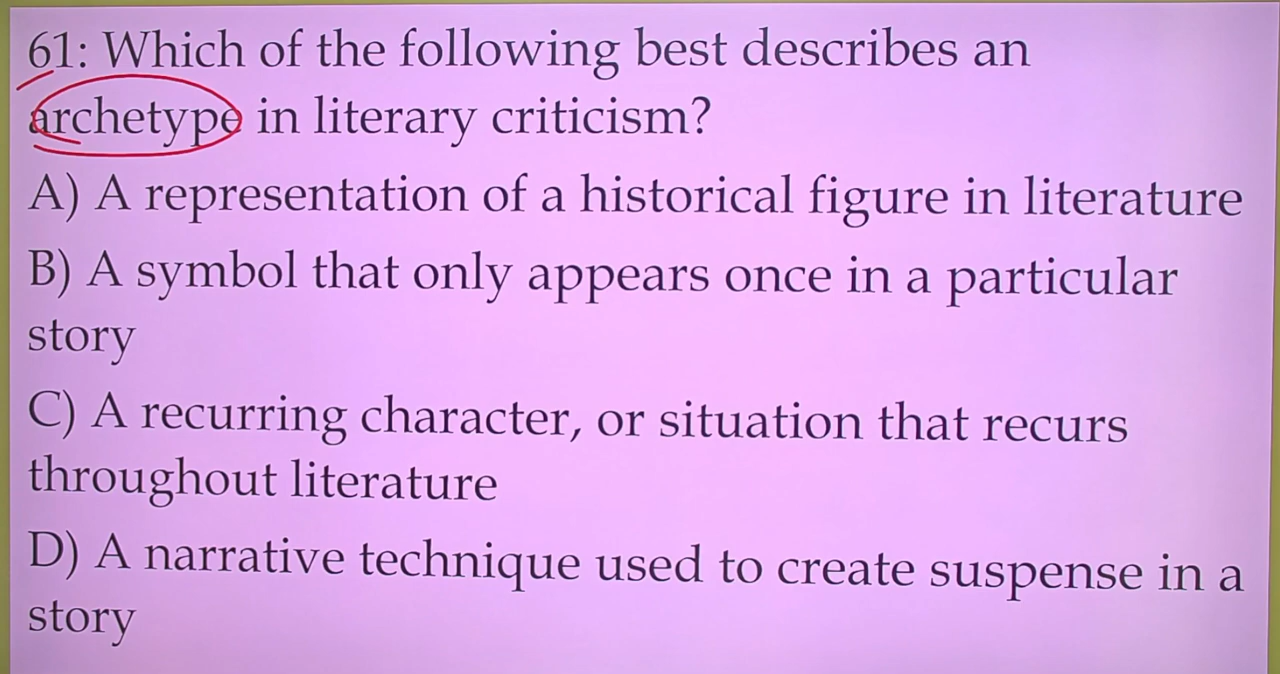 61: Which of the following best describes an
archetype in literary criticism?
A) A representation of a historical figure in literature
B) A symbol that only appears once in a particular
story
C) A recurring character, or situation that recurs
throughout literature
D) A narrative technique used to create suspense in a
story